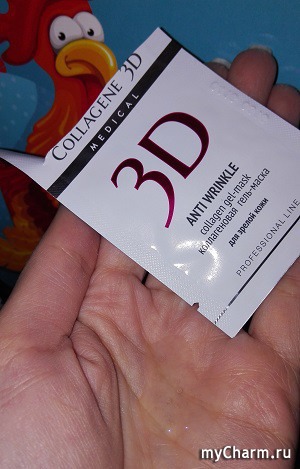 COLLAGENE 3D
MEDICAL
3D
ANTI WRINKLE
collagen gel-mask
коллагеновая гель-маска
для зрелой кожи
PROFESSIONAL LINE
myCharm.ru